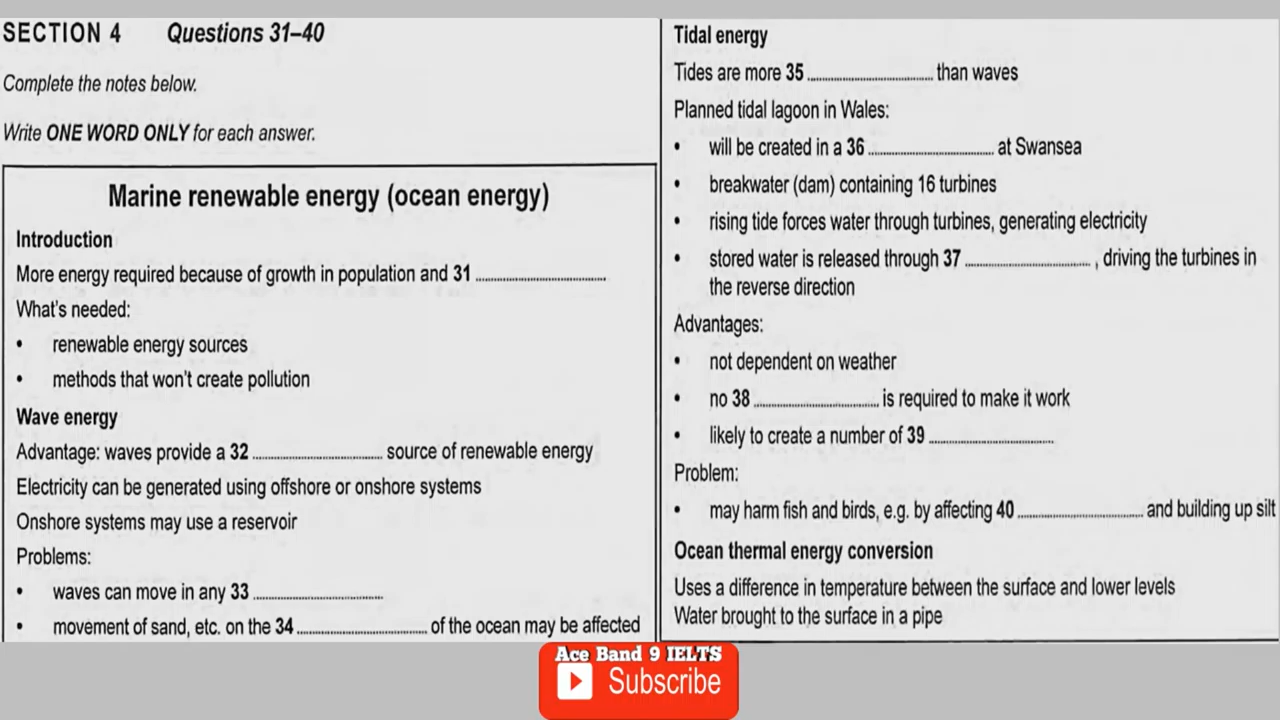 SECTION 4 Questions 31–40
Complete the notes below.
Write ONE WORD ONLY for each answer.
Marine renewable energy (ocean energy)
Introduction
More energy required because of growth in population and 31 ..............................
What's needed:
• renewable energy sources
• methods that won't create pollution
Wave energy
Advantage: waves provide a 32 .............................. source of renewable energy
Electricity can be generated using offshore or onshore systems
Onshore systems may use a reservoir
Problems:
• waves can move in any 33 ..............................
• movement of sand, etc. on the 34 .............................. of the ocean may be affected
Tidal energy
Tides are more 35 .............................. than waves
Planned tidal lagoon in Wales:
• will be created in a 36 .............................. at Swansea
• breakwater (dam) containing 16 turbines
• rising tide forces water through turbines, generating electricity
• stored water is released through 37 .............................. , driving the turbines in
the reverse direction
Advantages:
• not dependent on weather
• no 38 .............................. is required to make it work
• likely to create a number of 39 ..............................
Problem:
• may harm fish and birds, e.g. by affecting 40 .............................. and building up silt
Ocean thermal energy conversion
Uses a difference in temperature between the surface and lower levels
Water brought to the surface in a pipe
Ace Band 9 IELTS
Subscribe